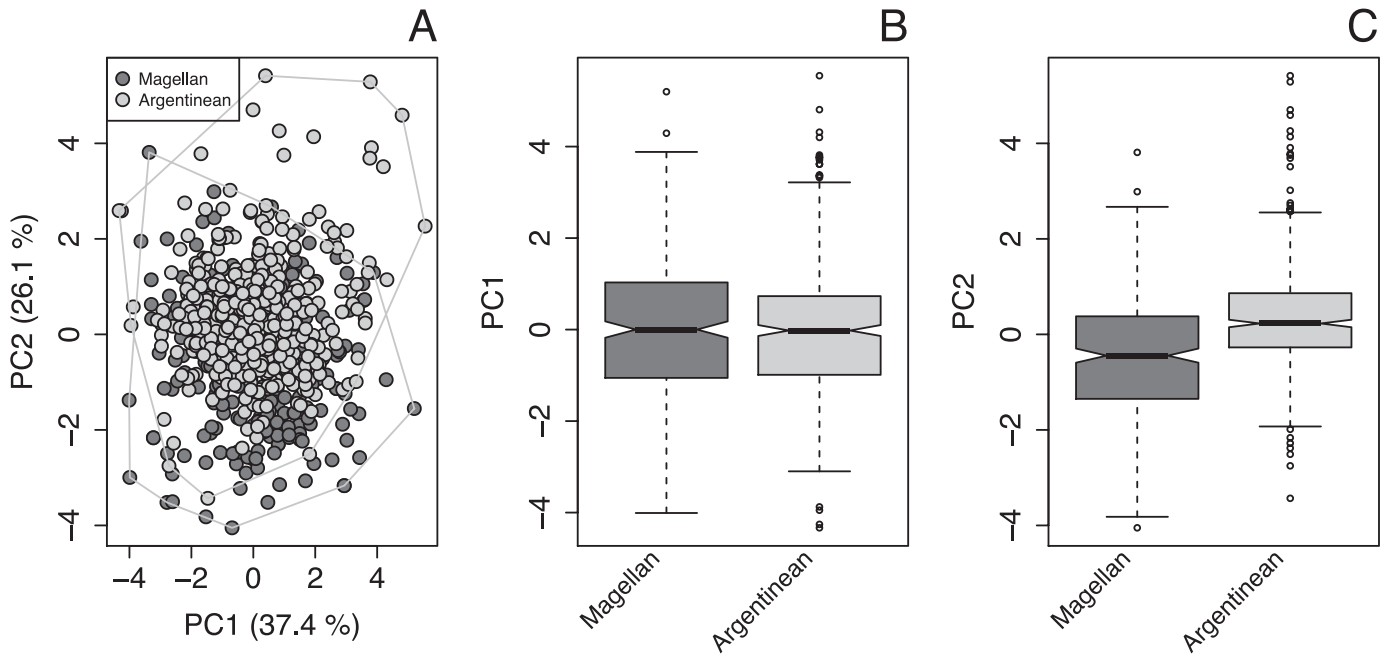 A
Magellan
Argentinean
4
2
0
−2
−4
PC2 (26.1 %)
−4 −2 0 2 4
PC1 (37.4 %)
B
4
2
0
−2
−4
PC1
Magellan
Argentinean
C
4
2
0
−2
−4
PC2
Magellan
Argentinean